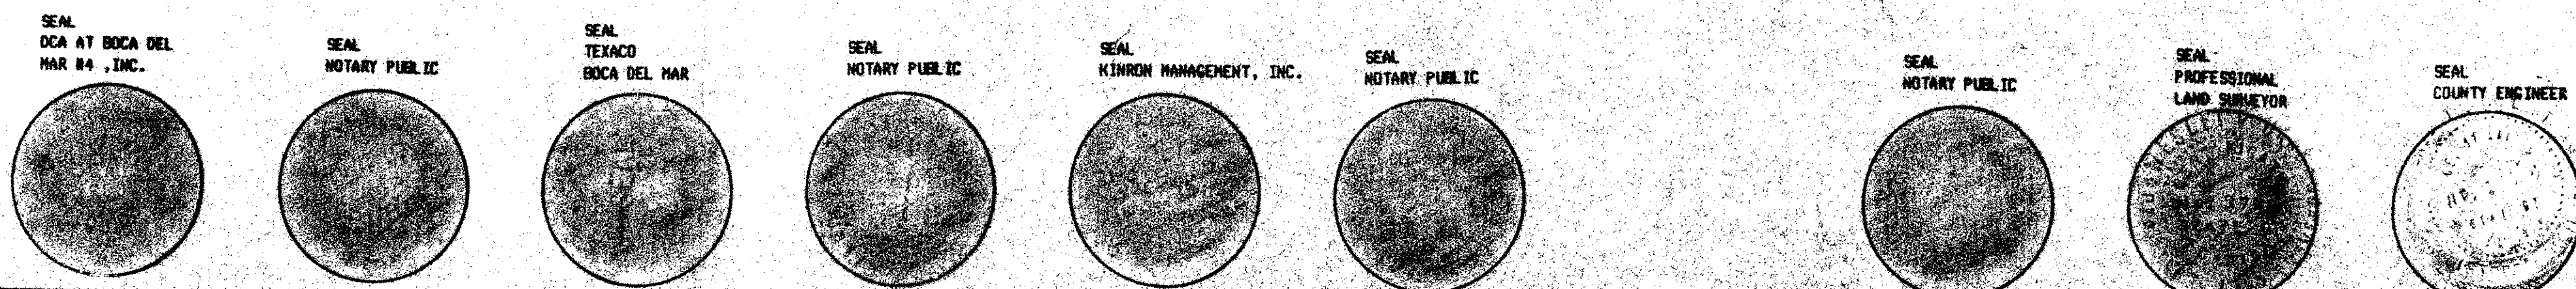 SEAL
DCA AT BOCA DEL
MAR #4 ,INC.
SEAL
NOTARY PUBLIC
SEAL
TEXACO
BOCA DEL MAR
SEAL
NOTARY PUBLIC
SEAL
KINRON MANAGEMENT, INC.
SEAL
NOTARY PUBLIC
SEAL
NOTARY PUBLIC
SEAL
PROFESSIONAL
LAND SURVEYOR
SEAL
COUNTY ENGINEER